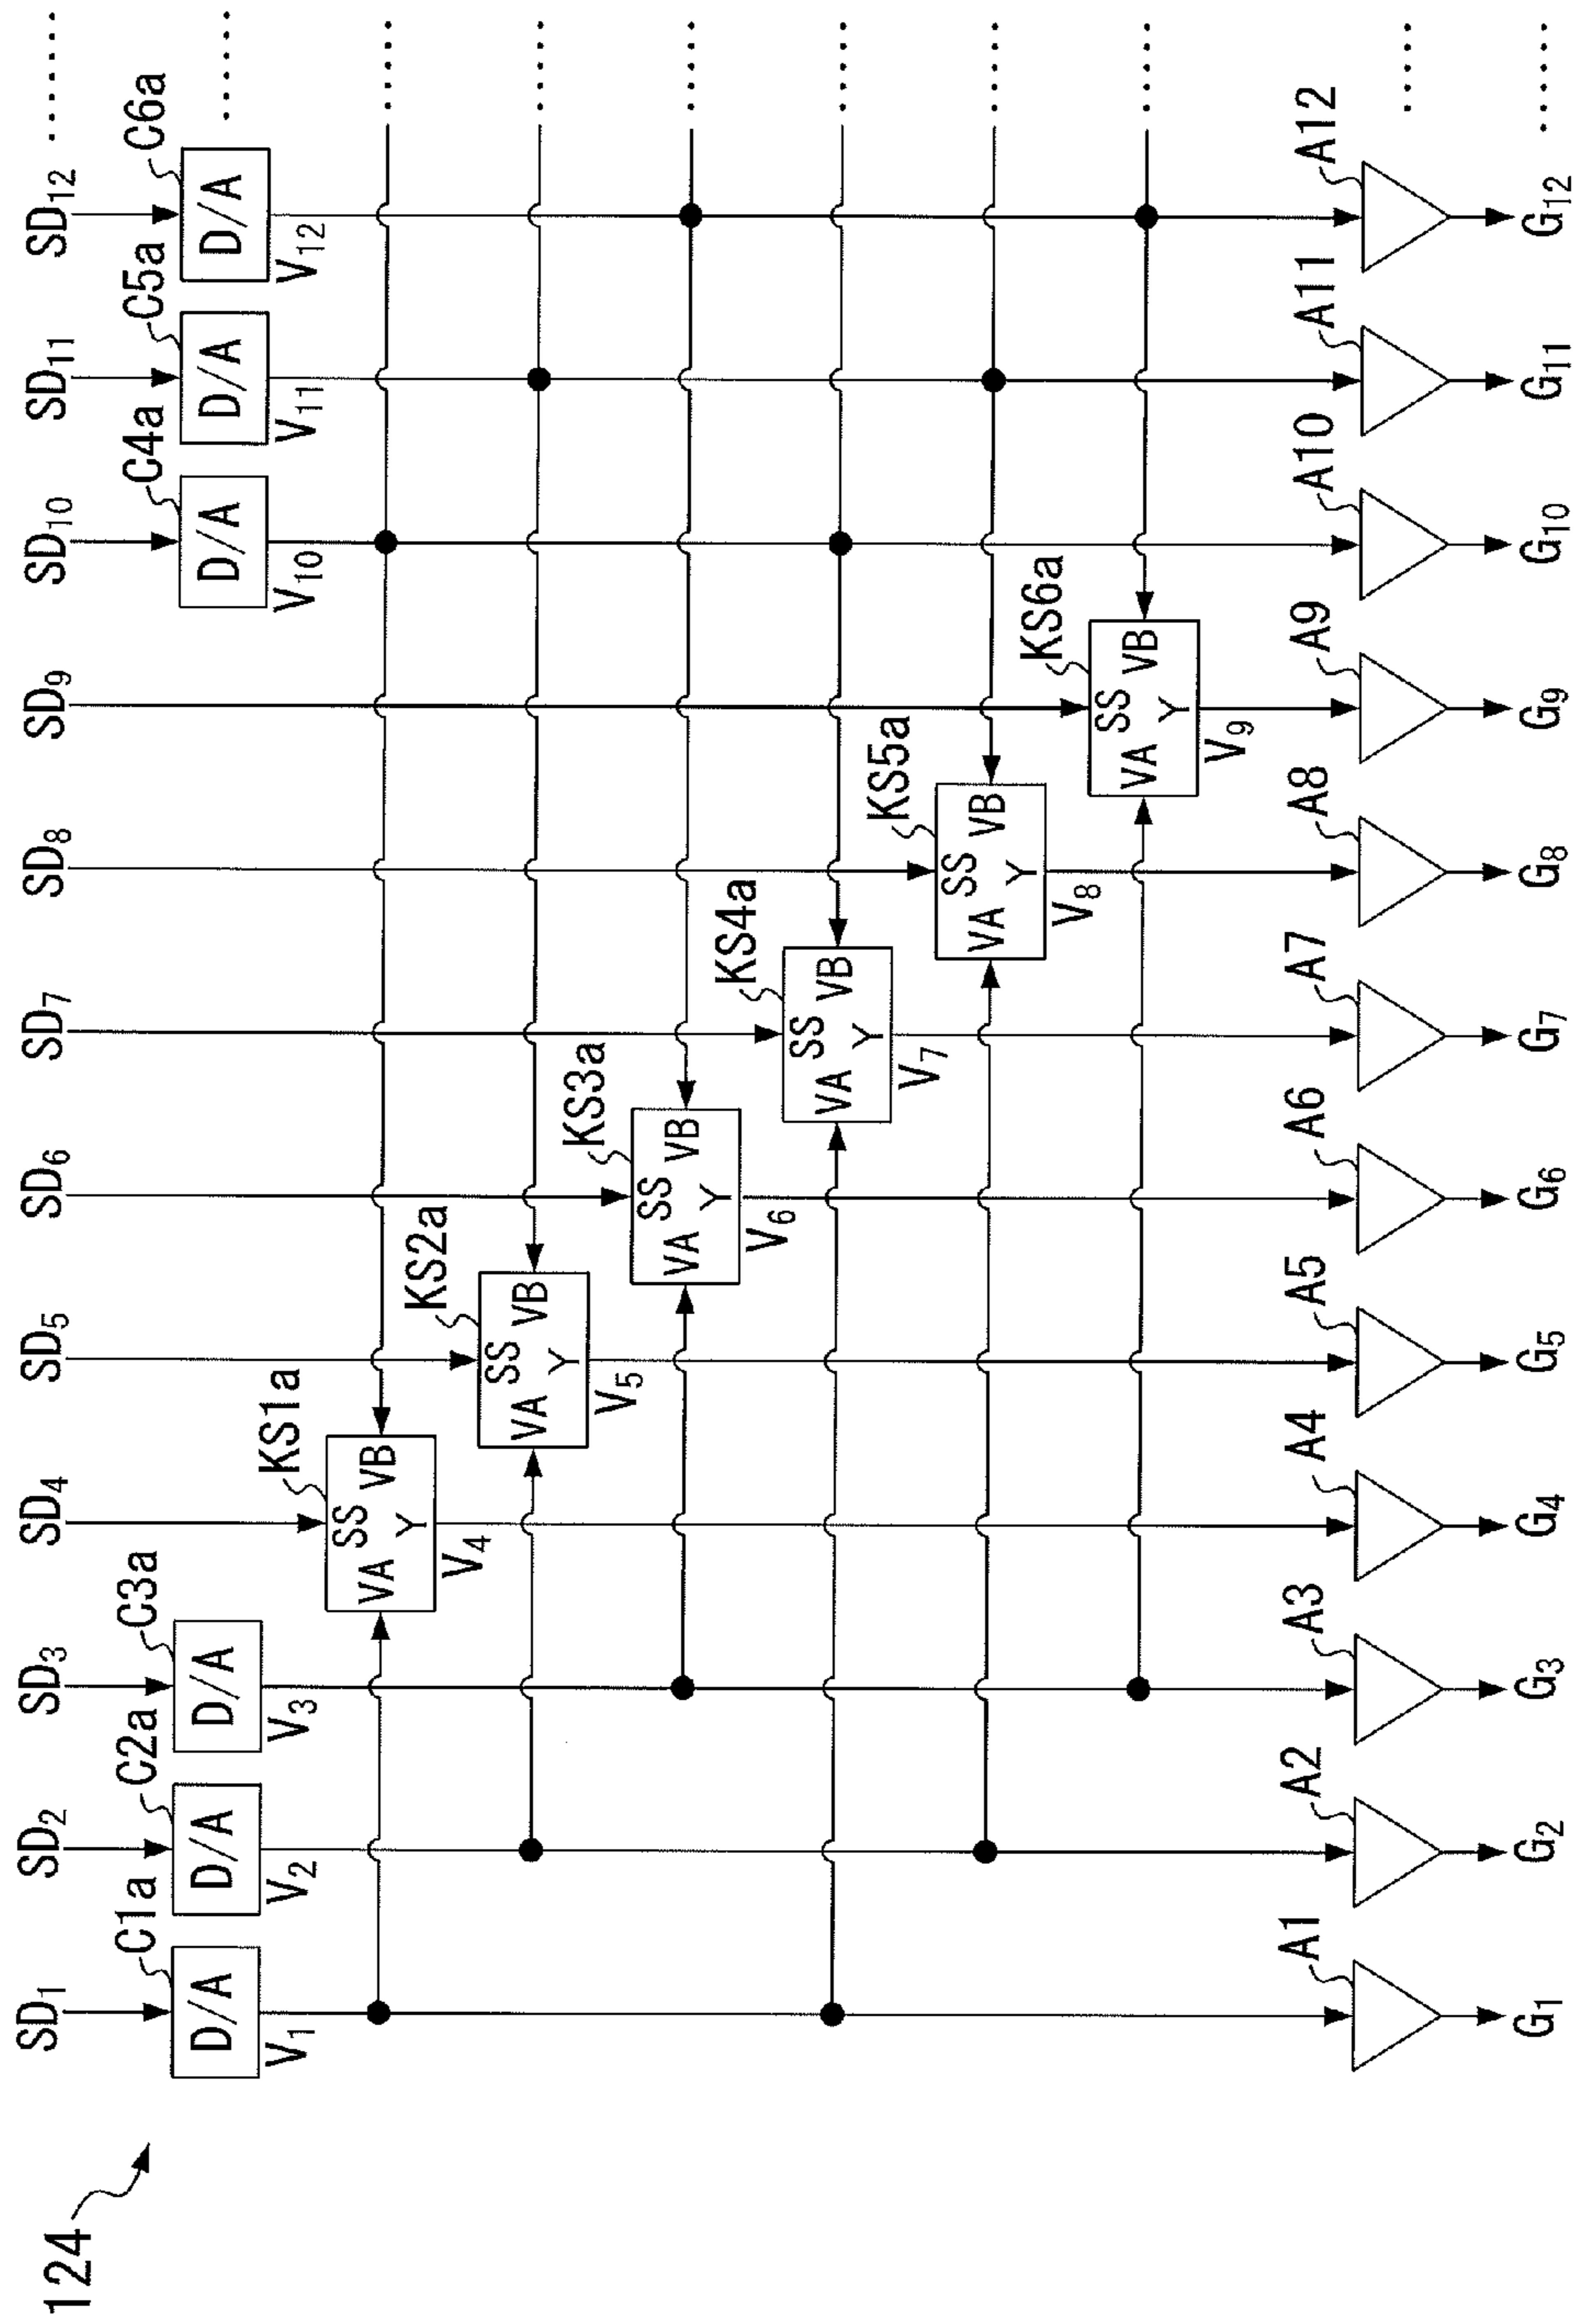 124
SD1 SD2 SD3 SD4 SD5 SD6 SD7 SD8 SD9 SD10 SD11 SD12 ......
C1a C2a C3a C4a C5a C6a
D/A D/A D/A D/A D/A D/A ......
V1 V2 V3 V10 V11 V12
KS1a
VA SS VB Y
V4
KS2a
VA SS VB Y
V5
KS3a
VA SS VB Y
V6
KS4a
VA SS VB Y
V7
KS5a
VA SS VB Y
V8
KS6a
VA SS VB Y
V9
A1 A2 A3 A4 A5 A6 A7 A8 A9 A10 A11 A12
G1 G2 G3 G4 G5 G6 G7 G8 G9 G10 G11 G12 ......